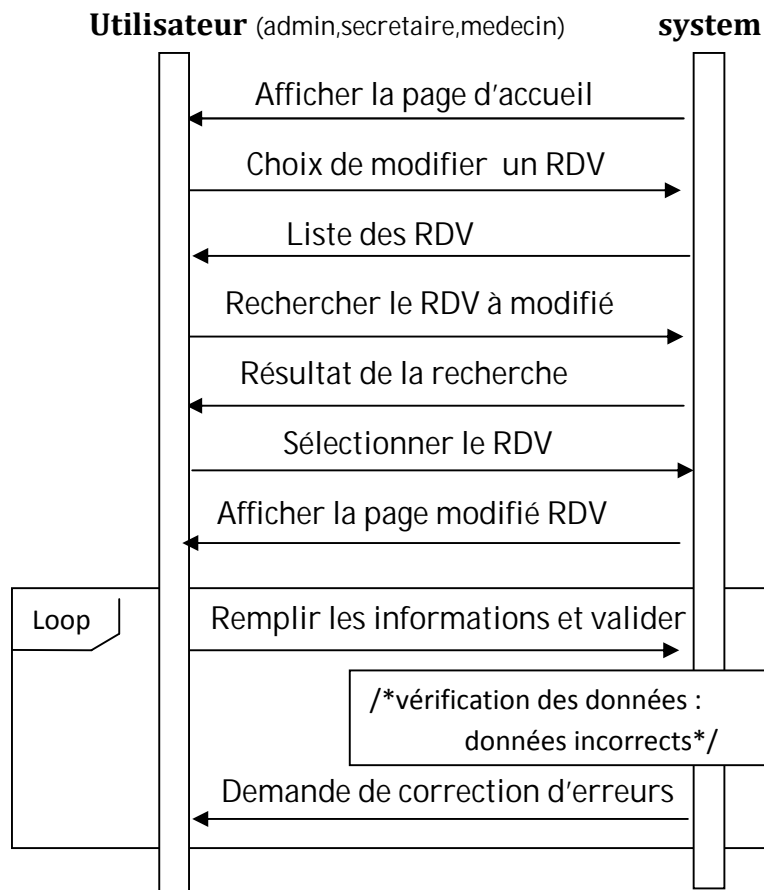 Utilisateur (admin,secretaire,medecin) system
Afficher la page d'accueil
Choix de modifier un RDV
Liste des RDV
Rechercher le RDV à modifié
Résultat de la recherche
Sélectionner le RDV
Afficher la page modifié RDV
Loop
Remplir les informations et valider
/*vérification des données :
données incorrects*/
Demande de correction d'erreurs